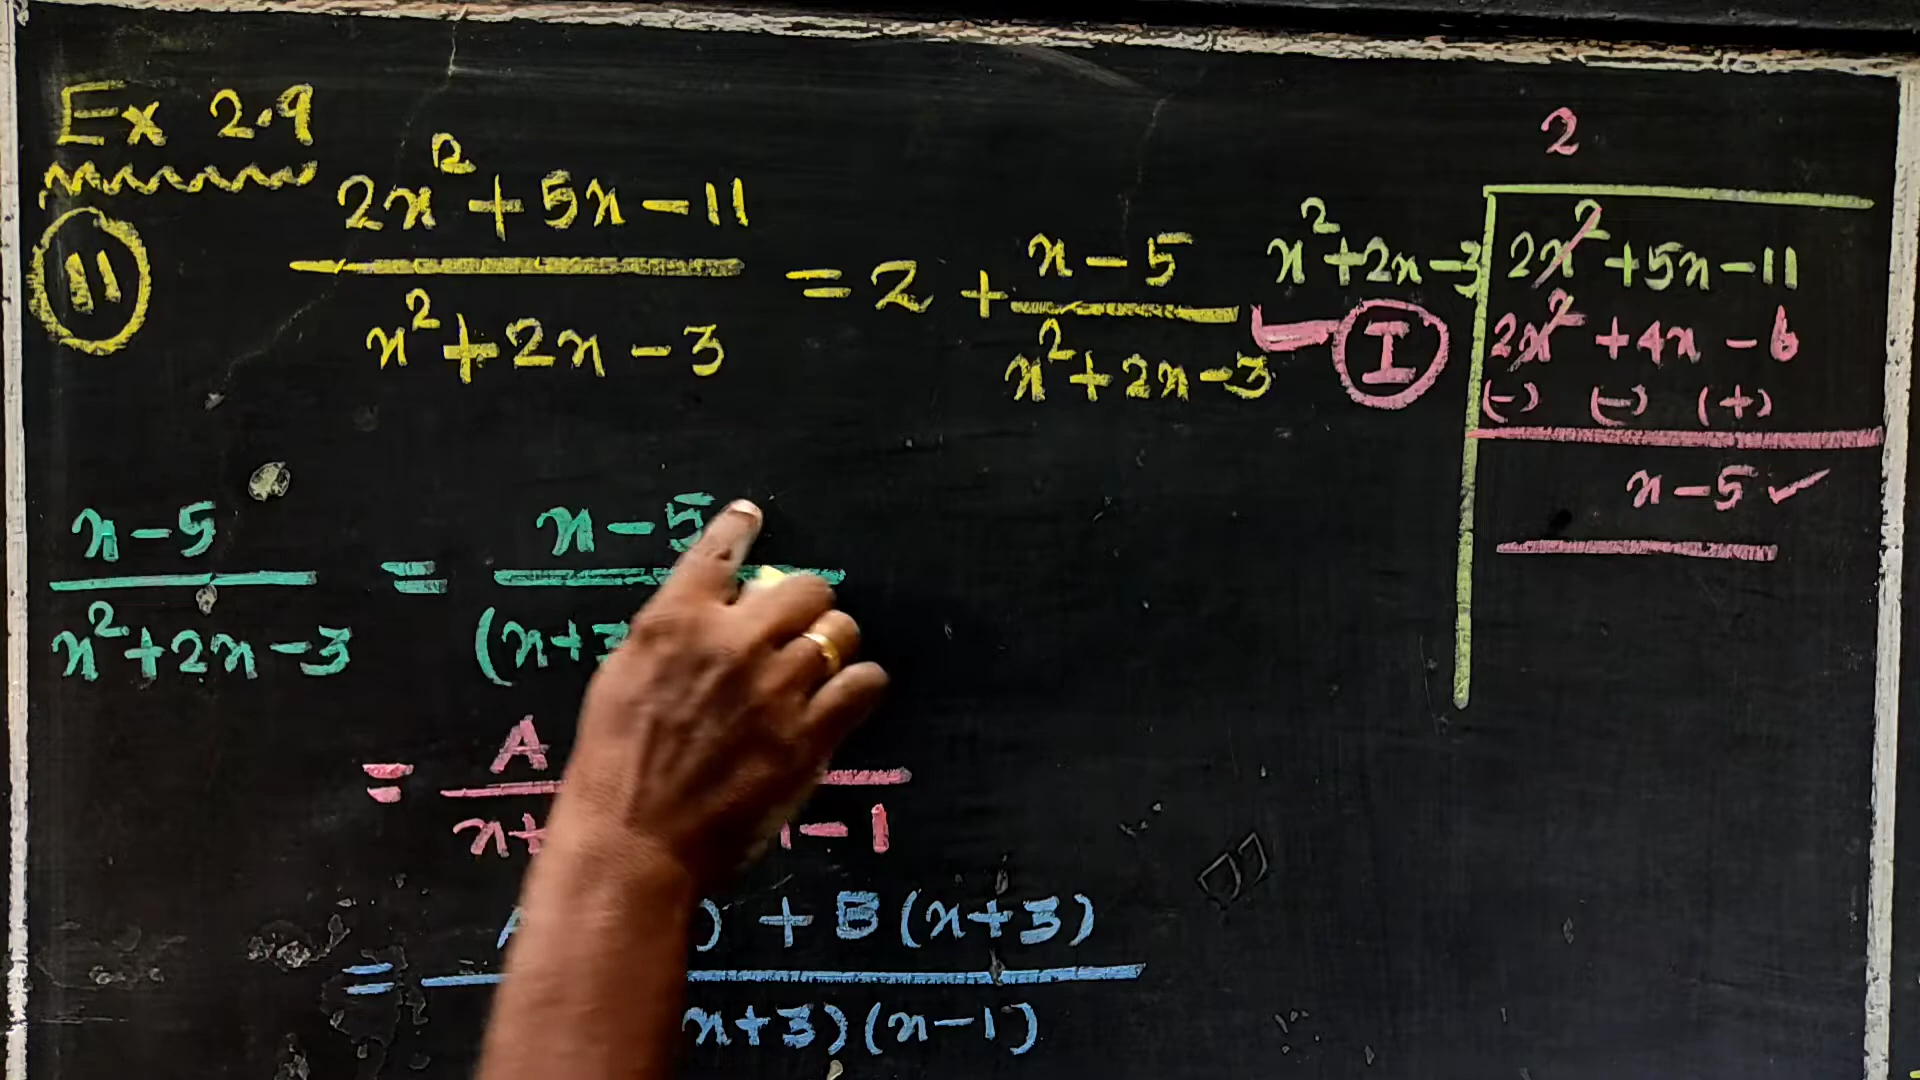 Ex 2.9
11
2x²+5x-11
x²+2x-3
= 2 +
x-5
x²+2x-3
I
2
x²+2x-3
2x²+5x-11
2x²+4x-6
(-) (-) (+)
x-5 ✓
x-5
x²+2x-3
=
x-5
(x+3
=
A
x+
x-1
=
A ) + B(x+3)
x+3)(x-1)